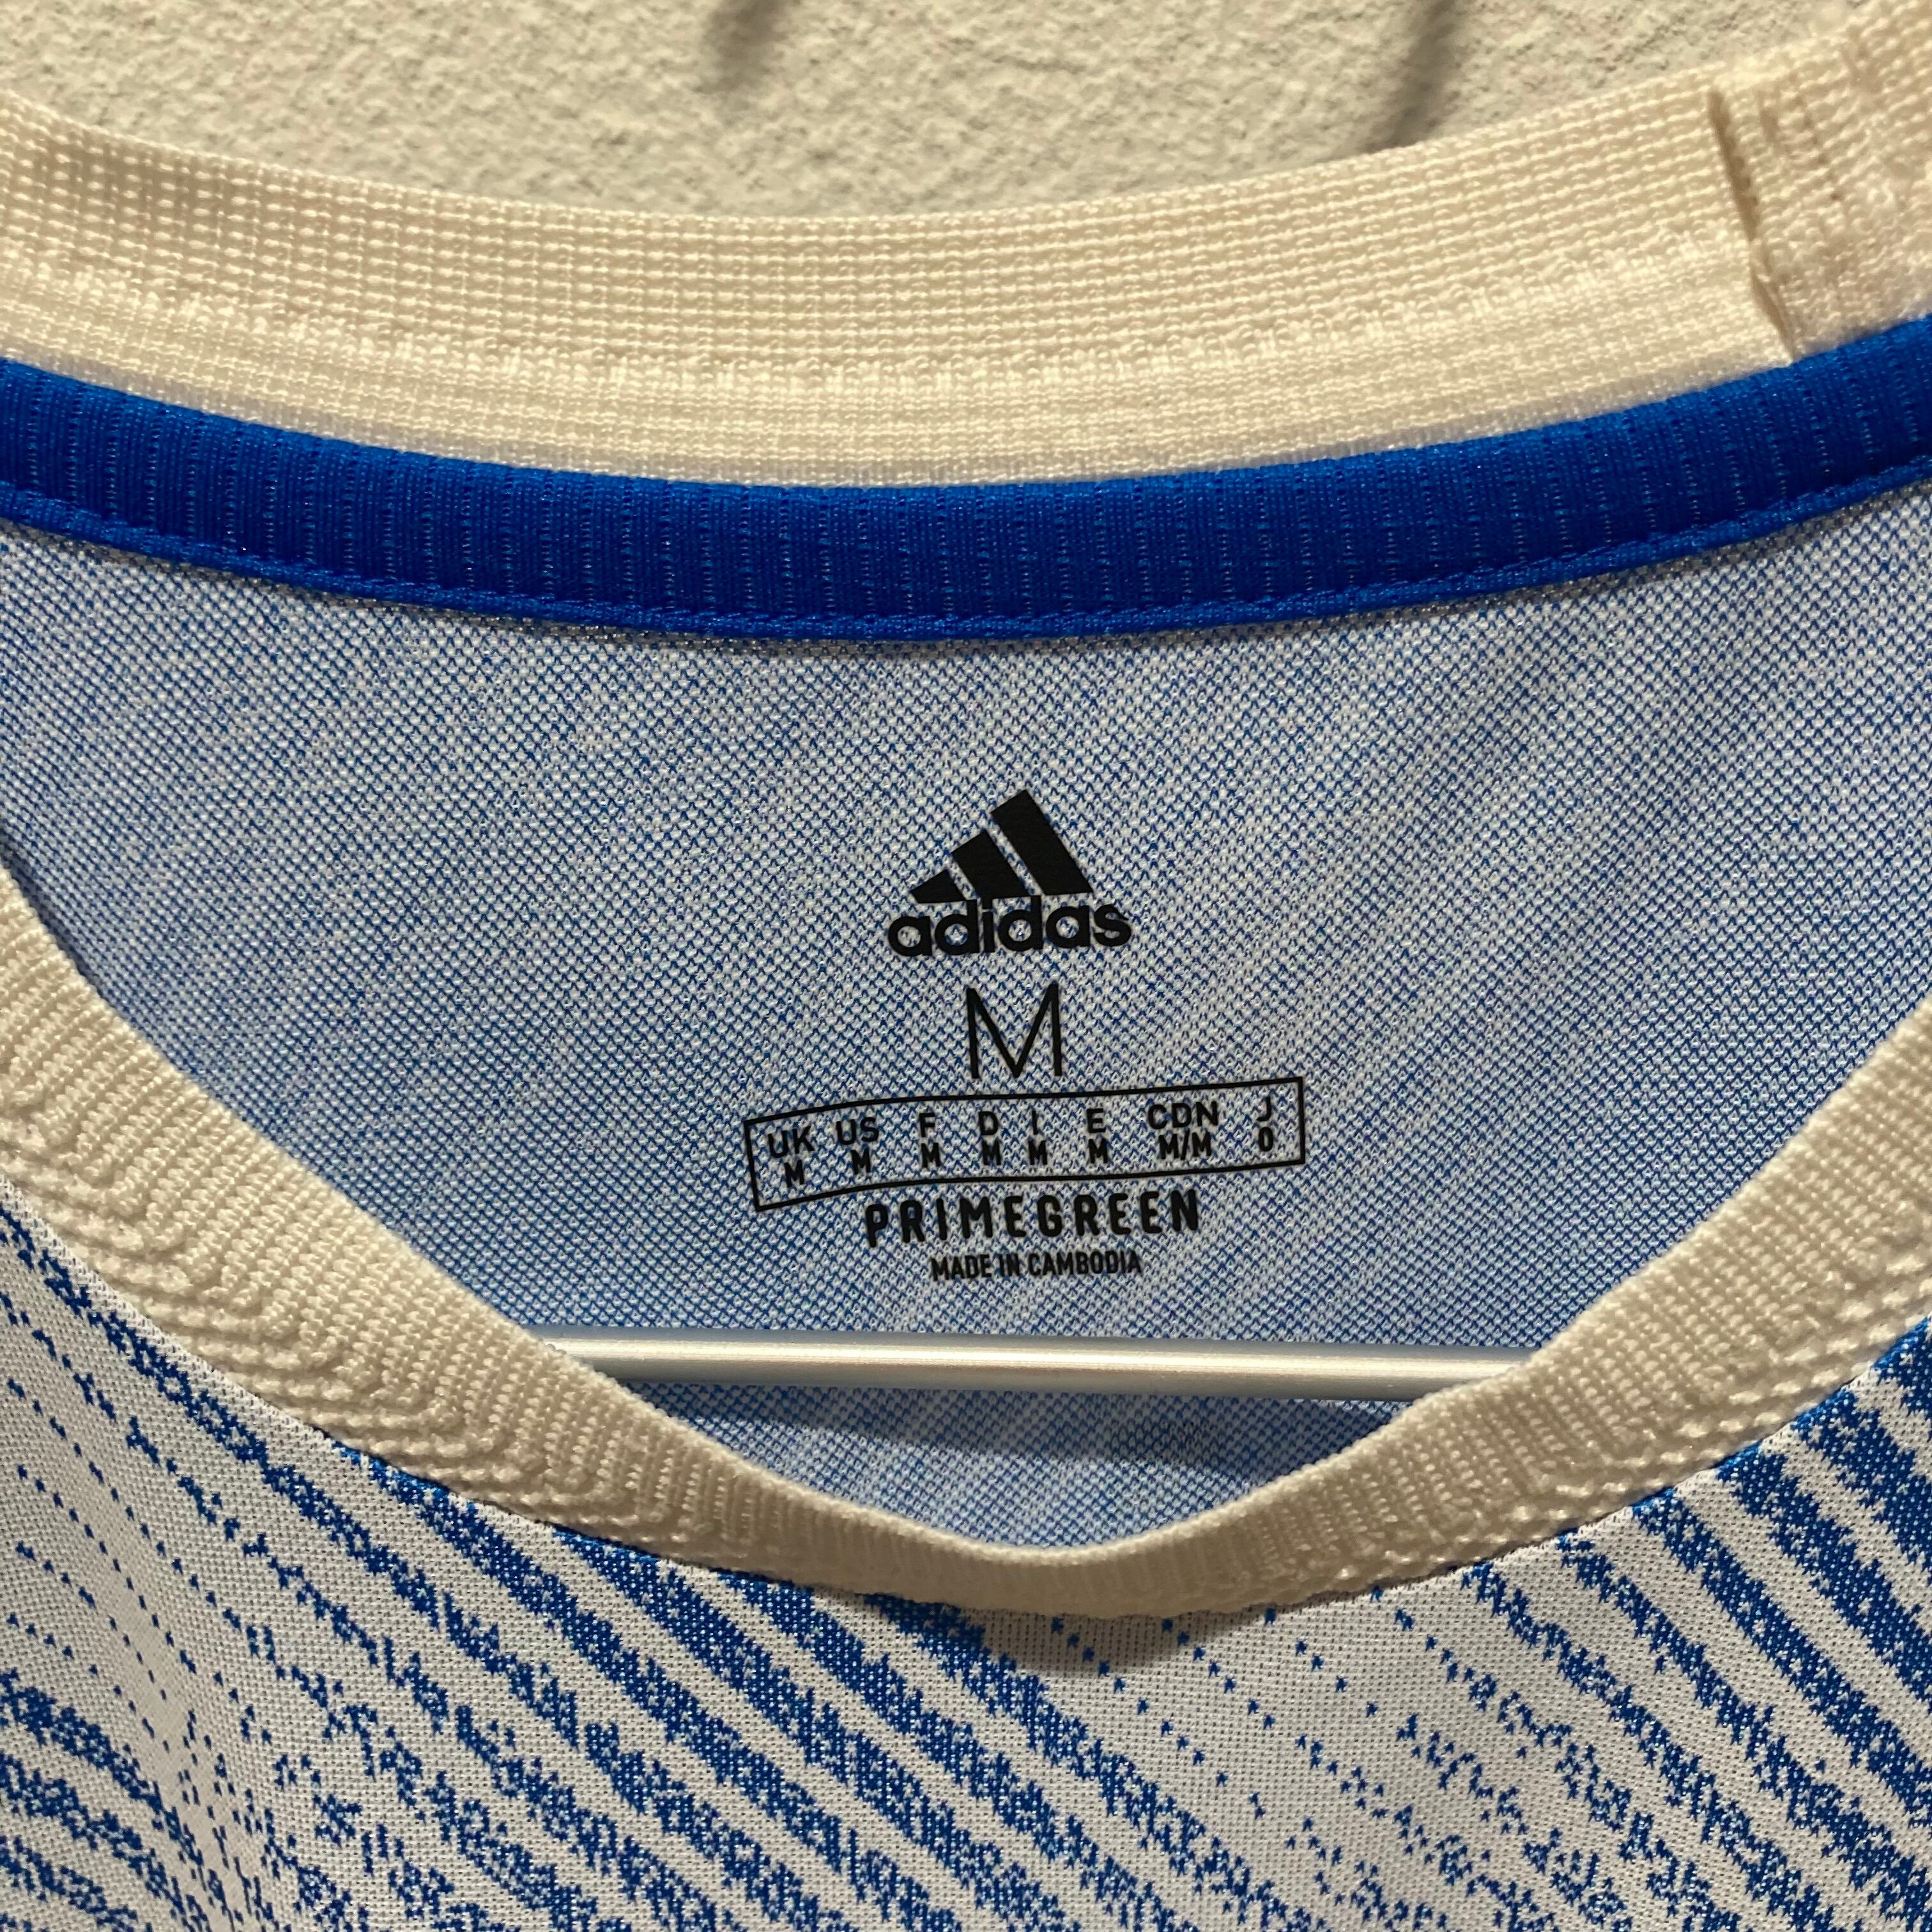 adidas
M
UK US F D I E CDN J
M M M M M M M/M O
PRIMEGREEN
MADE IN CAMBODIA